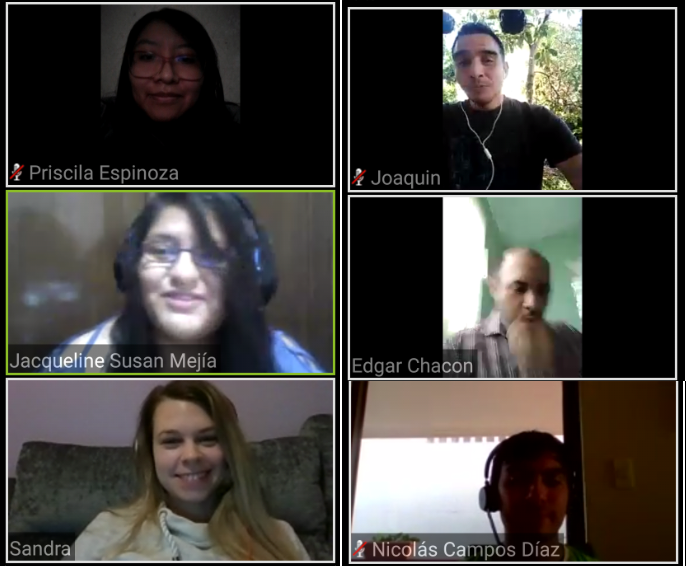 Priscila Espinoza
Joaquin
Jacqueline Susan Mejía
Edgar Chacon
Sandra
Nicolás Campos Díaz